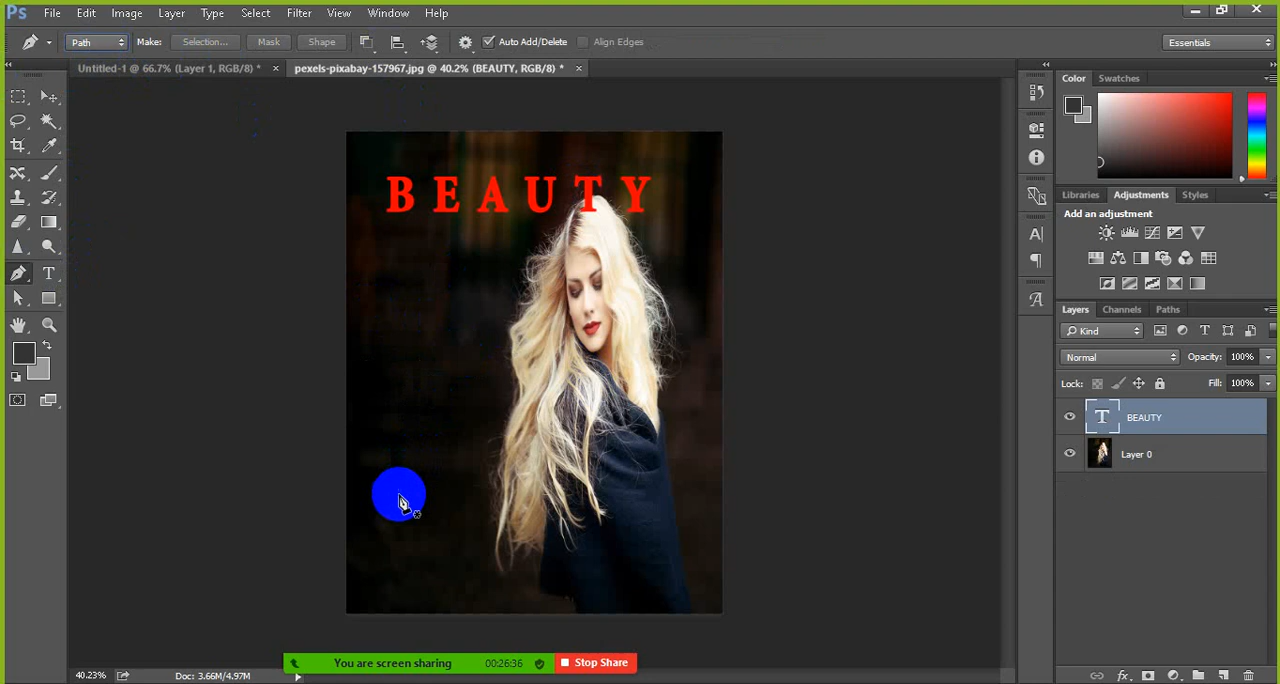 Ps File Edit Image Layer Type Select Filter View Window Help
Path Make: Selection... Mask Shape Auto Add/Delete Align Edges Essentials
Untitled-1 @ 66.7% (Layer 1, RGB/8) * × pexels-pixabay-157967.jpg @ 40.2% (BEAUTY, RGB/8) * ×
Color Swatches
BEAUTY
Libraries Adjustments Styles
Add an adjustment
Layers Channels Paths
Kind
Normal Opacity: 100%
Lock: Fill: 100%
BEAUTY
Layer 0
You are screen sharing 00:26:36 Stop Share
40.23% Doc: 3.66M/4.97M